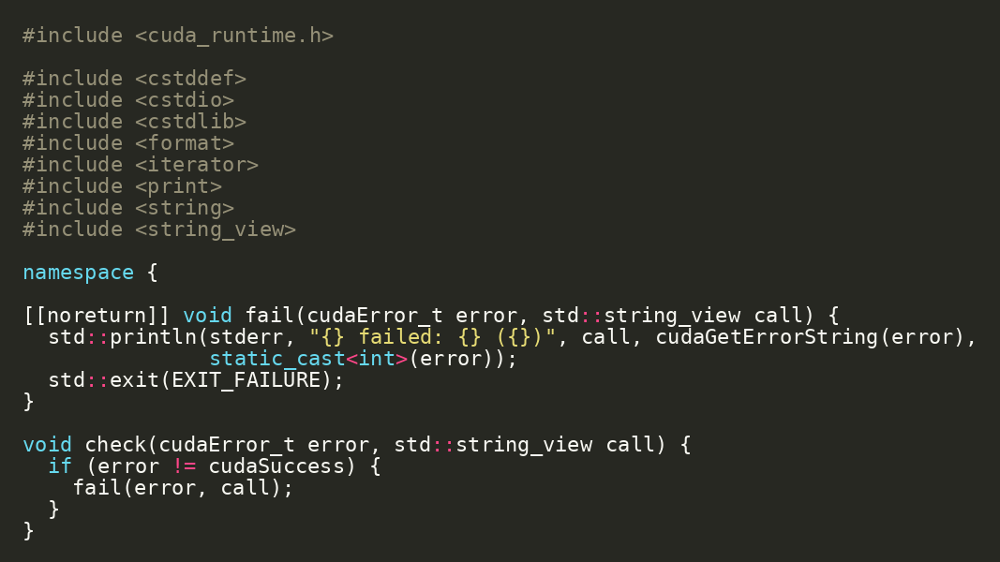 #include <cuda_runtime.h>

#include <cstddef>
#include <cstdio>
#include <cstdlib>
#include <format>
#include <iterator>
#include <print>
#include <string>
#include <string_view>

namespace {

[[noreturn]] void fail(cudaError_t error, std::string_view call) {
  std::println(stderr, "{} failed: {} ({})", call, cudaGetErrorString(error),
               static_cast<int>(error));
  std::exit(EXIT_FAILURE);
}

void check(cudaError_t error, std::string_view call) {
  if (error != cudaSuccess) {
    fail(error, call);
  }
}